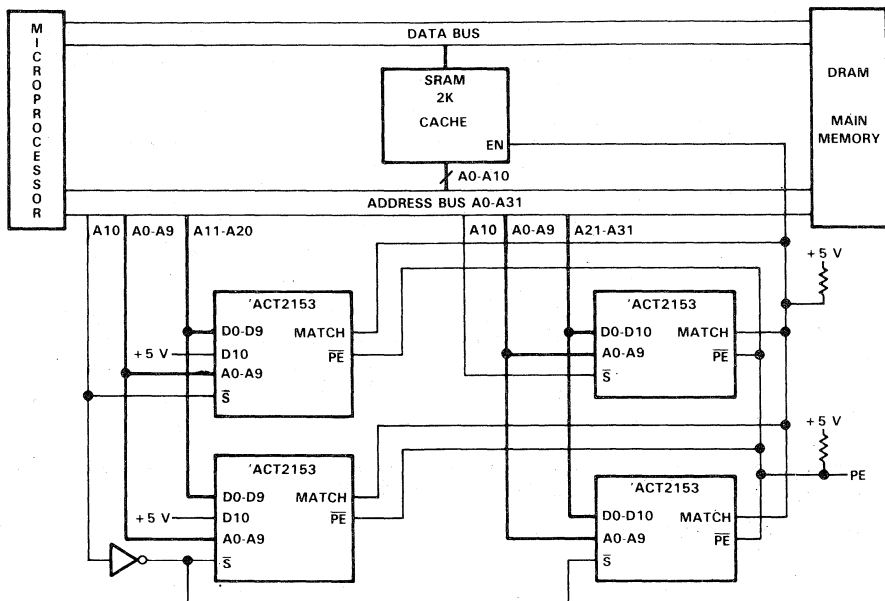 MICROPROCESSOR
DATA BUS
SRAM
2K
CACHE
EN
DRAM
MAIN
MEMORY
A0-A10
ADDRESS BUS A0-A31
A10
A0-A9
A11-A20
A10
A0-A9
A21-A31
+5 V
'ACT2153
D0-D9
MATCH
+5 V
D10
PE
A0-A9
S
'ACT2153
D0-D10
MATCH
A0-A9
PE
S
+5 V
PE
'ACT2153
D0-D9
MATCH
+5 V
D10
PE
A0-A9
S
'ACT2153
D0-D10
MATCH
A0-A9
PE
S